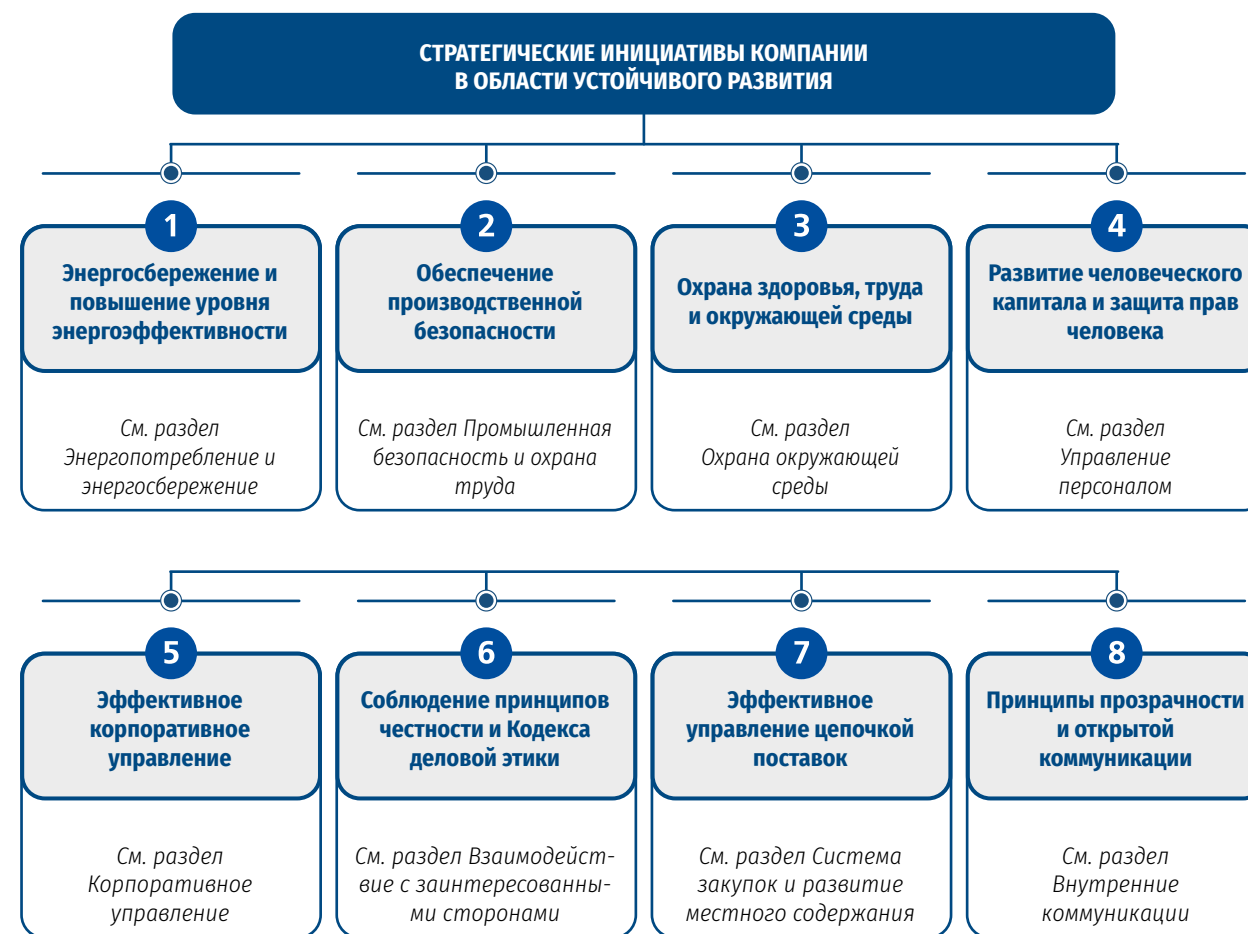 СТРАТЕГИЧЕСКИЕ ИНИЦИАТИВЫ КОМПАНИИ
В ОБЛАСТИ УСТОЙЧИВОГО РАЗВИТИЯ
1
Энергосбережение и
повышение уровня
энергоэффективности
См. раздел
Энергопотребление и
энергосбережение
2
Обеспечение
производственной
безопасности
См. раздел Промышленная
безопасность и охрана
труда
3
Охрана здоровья, труда
и окружающей среды
См. раздел
Охрана окружающей
среды
4
Развитие человеческого
капитала и защита прав
человека
См. раздел
Управление
персоналом
5
Эффективное
корпоративное
управление
См. раздел
Корпоративное
управление
6
Соблюдение принципов
честности и Кодекса
деловой этики
См. раздел Взаимодейст-
вие с заинтересованны-
ми сторонами
7
Эффективное
управление цепочкой
поставок
См. раздел Система
закупок и развитие
местного содержания
8
Принципы прозрачности
и открытой
коммуникации
См. раздел
Внутренние
коммуникации